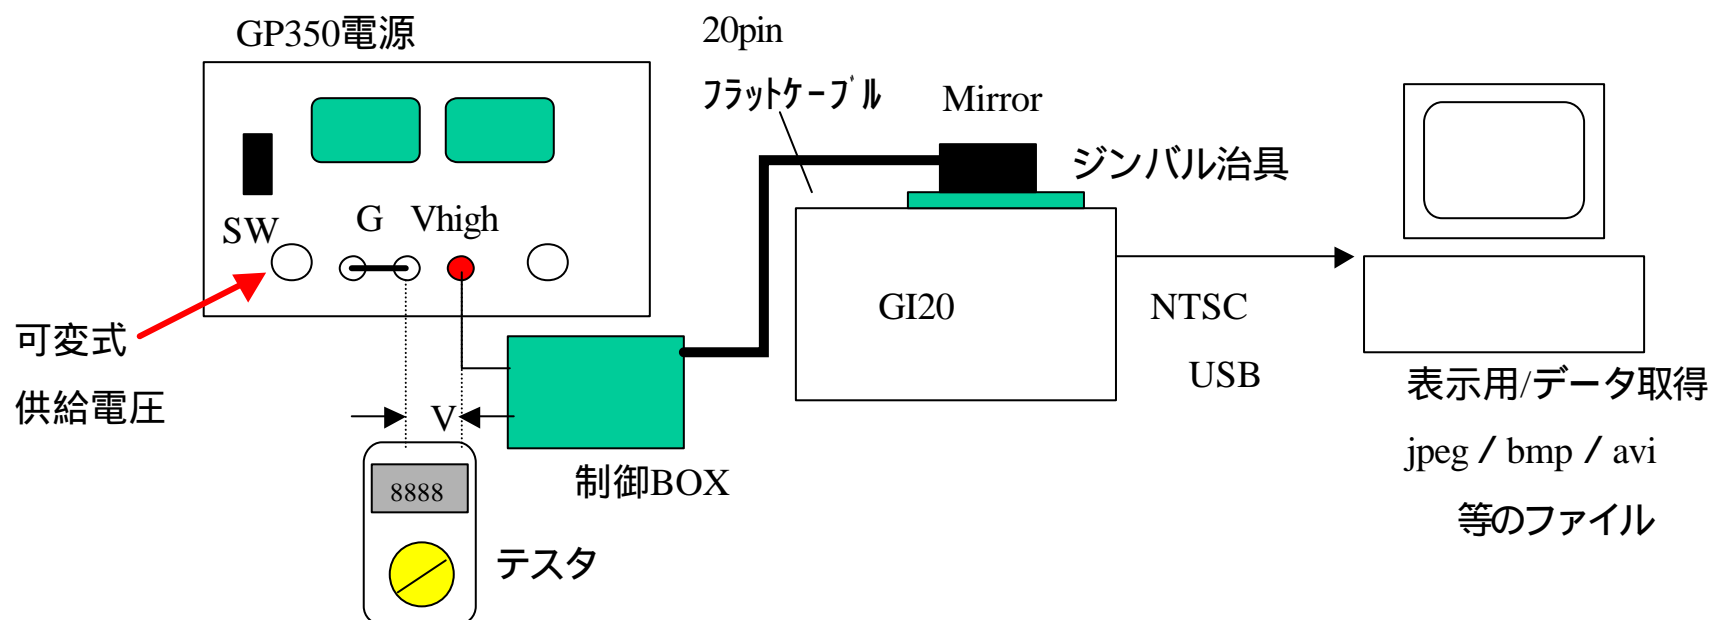 GP350電源
20pin
フラットケーブル
Mirror
ジンバル治具
SW
G
Vhigh
GI20
NTSC
USB
可変式
供給電圧
V
制御BOX
8888
テスタ
表示用/データ取得
jpeg / bmp / avi
等のファイル